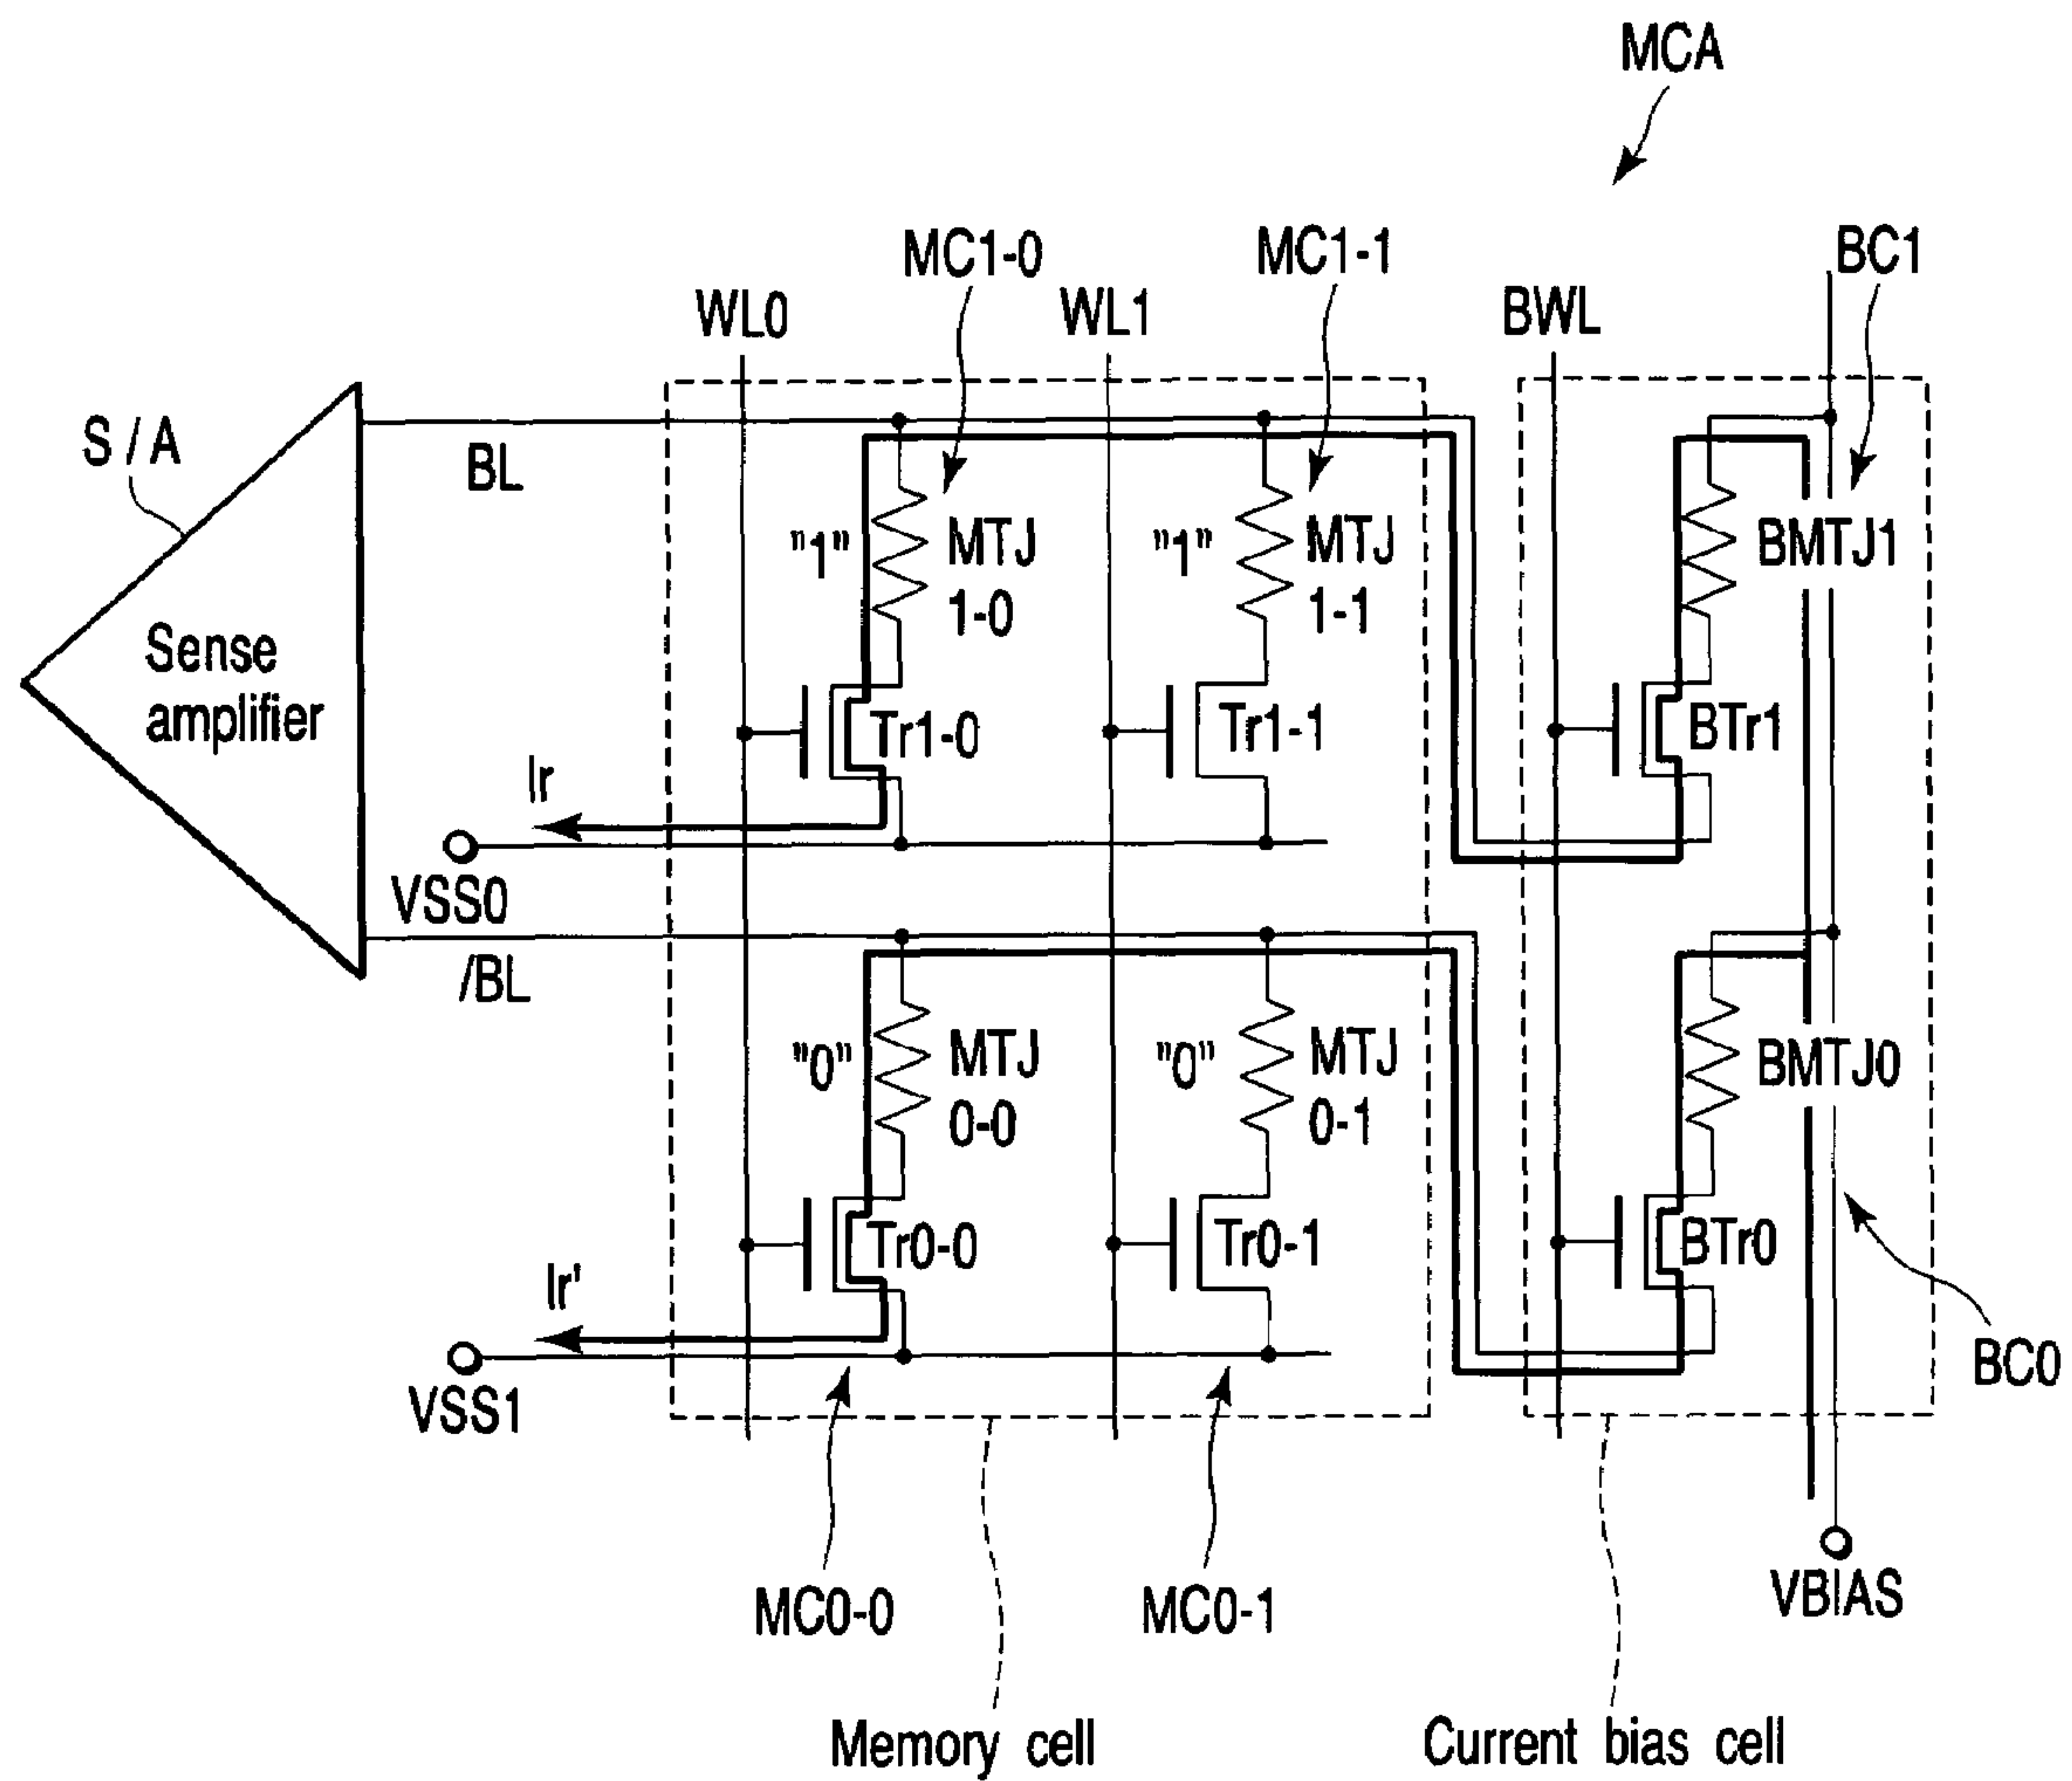 MCA
MC1-0
MC1-1
BC1
WL0
WL1
BWL
S / A
BL
"1"
MTJ
1-0
"1"
MTJ
1-1
BMTJ1
Sense
amplifier
Tr1-0
Tr1-1
BTr1
Ir
VSS0
/BL
"0"
MTJ
0-0
"0"
MTJ
0-1
BMTJ0
Tr0-0
Tr0-1
BTr0
Ir'
VSS1
BC0
MC0-0
MC0-1
VBIAS
Memory cell
Current bias cell